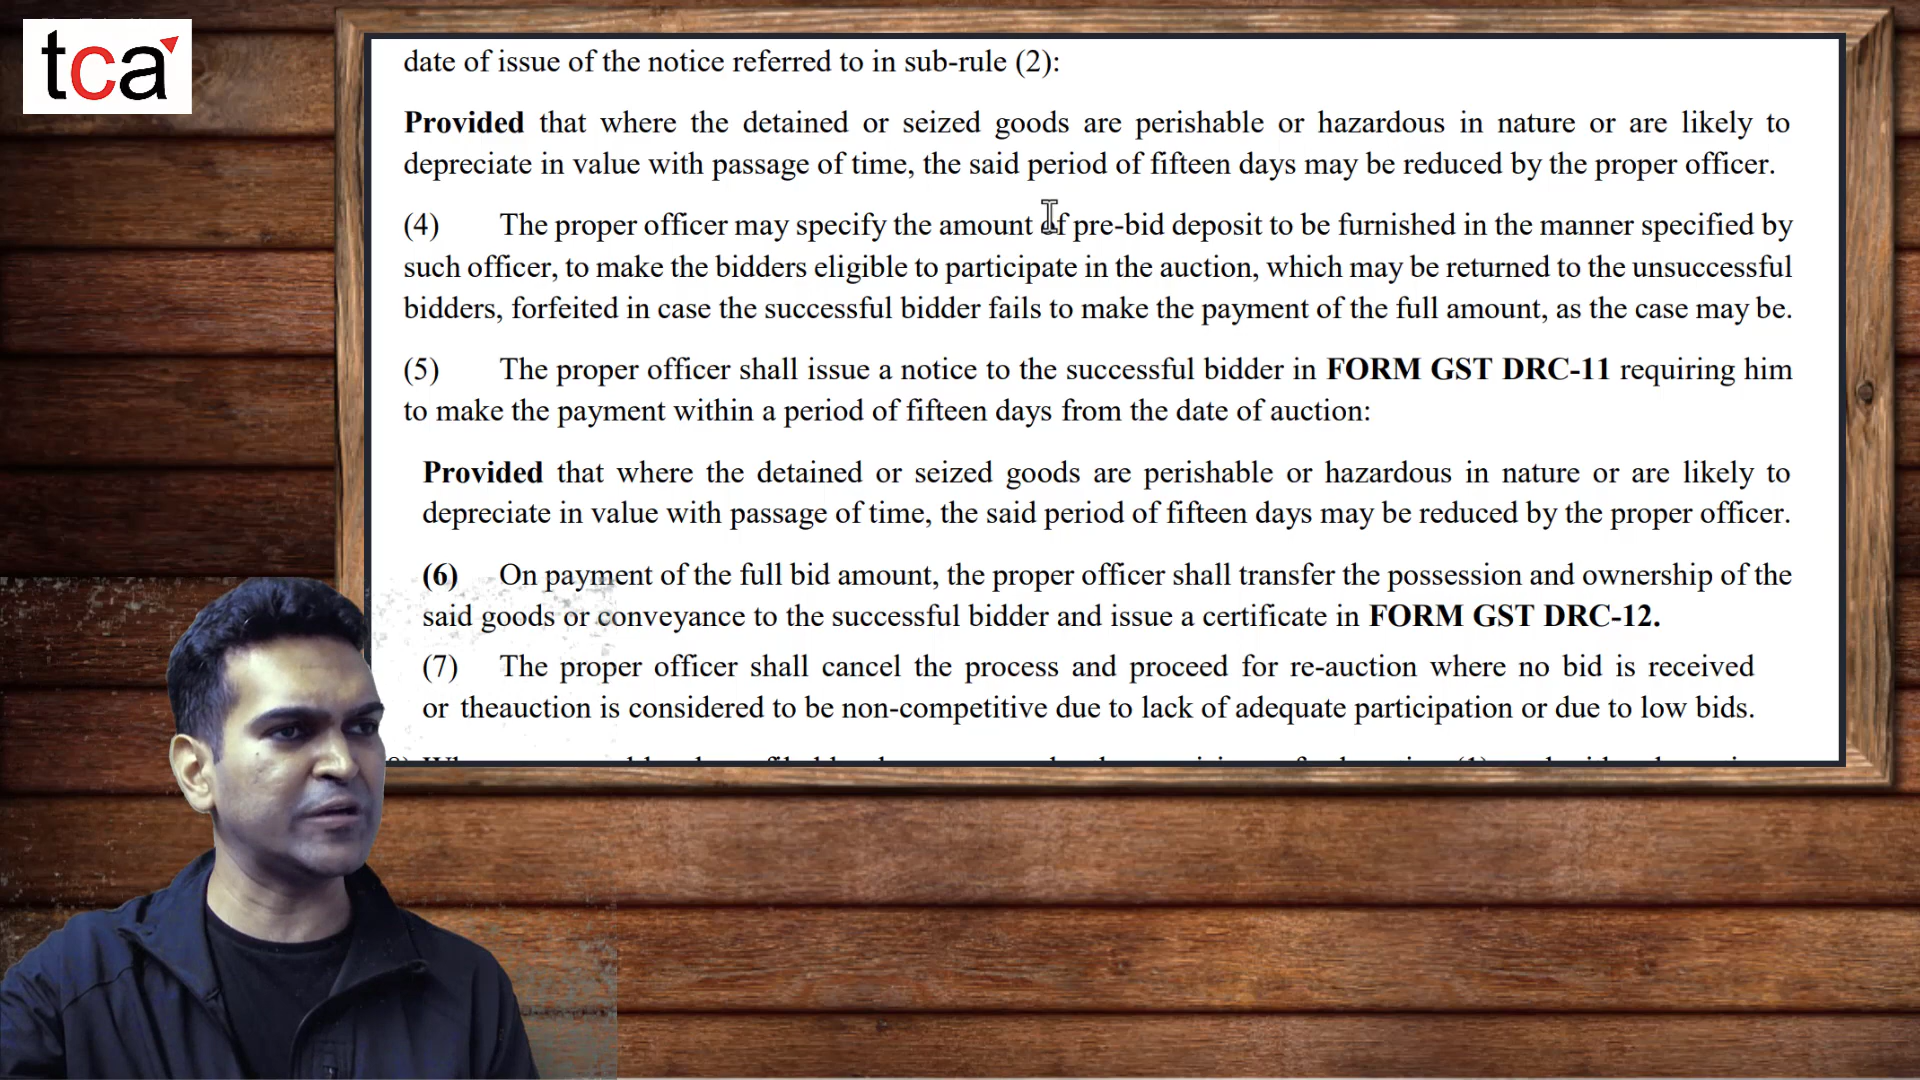 tca
date of issue of the notice referred to in sub-rule (2):
Provided that where the detained or seized goods are perishable or hazardous in nature or are likely to
depreciate in value with passage of time, the said period of fifteen days may be reduced by the proper officer.
(4) The proper officer may specify the amount of pre-bid deposit to be furnished in the manner specified by
such officer, to make the bidders eligible to participate in the auction, which may be returned to the unsuccessful
bidders, forfeited in case the successful bidder fails to make the payment of the full amount, as the case may be.
(5) The proper officer shall issue a notice to the successful bidder in FORM GST DRC-11 requiring him
to make the payment within a period of fifteen days from the date of auction:
Provided that where the detained or seized goods are perishable or hazardous in nature or are likely to
depreciate in value with passage of time, the said period of fifteen days may be reduced by the proper officer.
(6) On payment of the full bid amount, the proper officer shall transfer the possession and ownership of the
said goods or conveyance to the successful bidder and issue a certificate in FORM GST DRC-12.
(7) The proper officer shall cancel the process and proceed for re-auction where no bid is received
or theauction is considered to be non-competitive due to lack of adequate participation or due to low bids.